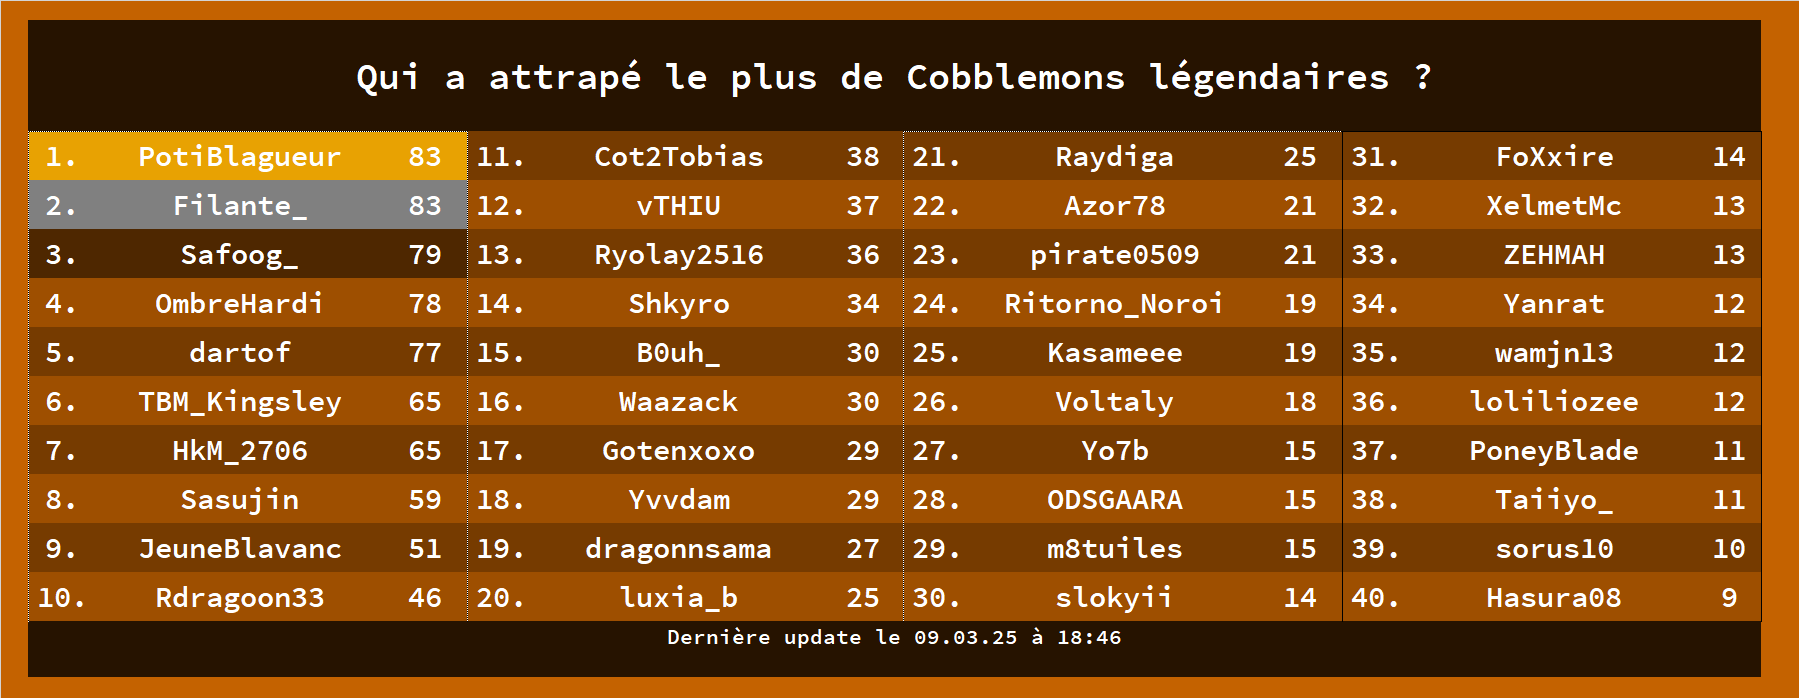 Qui a attrapé le plus de Cobblemons légendaires ?
1. PotiBlagueur 83
2. Filante_ 83
3. Safoog_ 79
4. OmbreHardi 78
5. dartof 77
6. TBM_Kingsley 65
7. HkM_2706 65
8. Sasujin 59
9. JeuneBlavanc 51
10. Rdragoon33 46
11. Cot2Tobias 38
12. vTHIU 37
13. Ryolay2516 36
14. Shkyro 34
15. B0uh_ 30
16. Waazack 30
17. Gotenxoxo 29
18. Yvvdam 29
19. dragonnsama 27
20. luxia_b 25
21. Raydiga 25
22. Azor78 21
23. pirate0509 21
24. Ritorno_Noroi 19
25. Kasameee 19
26. Voltaly 18
27. Yo7b 15
28. ODSGAARA 15
29. m8tuiles 15
30. slokyii 14
31. FoXxire 14
32. XelmetMc 13
33. ZEHMAH 13
34. Yanrat 12
35. wamjn13 12
36. loliliozee 12
37. PoneyBlade 11
38. Taiiyo_ 11
39. sorus10 10
40. Hasura08 9
Dernière update le 09.03.25 à 18:46